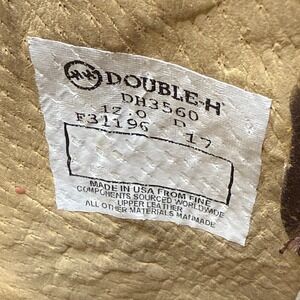 HH DOUBLE-H
DH3560
12.0 D
F31196 17
MADE IN USA FROM FINE
COMPONENTS SOURCED WORLDWIDE
UPPER LEATHER
ALL OTHER MATERIALS MANMADE